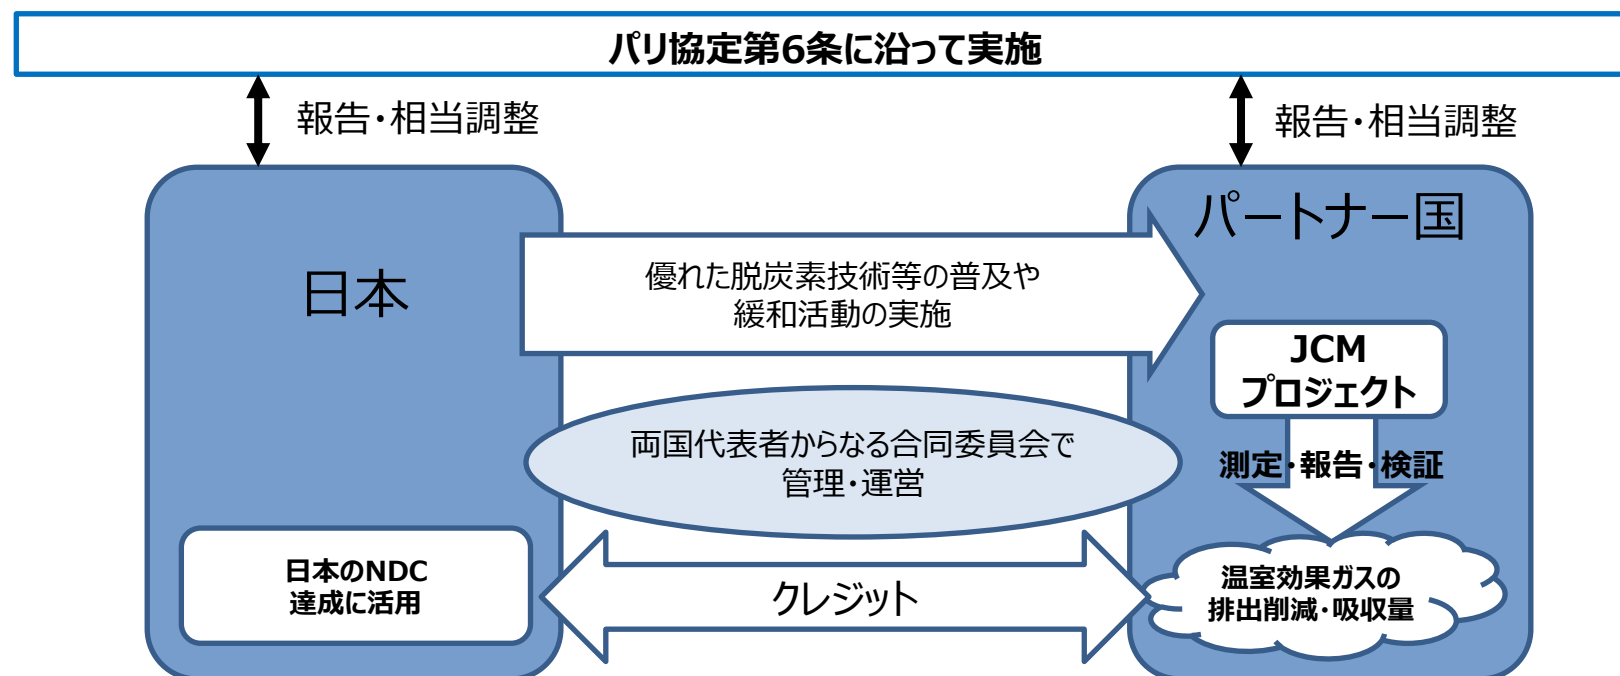 パリ協定第6条に沿って実施
報告・相当調整
報告・相当調整
日本
パートナー国
優れた脱炭素技術等の普及や
緩和活動の実施
JCM
プロジェクト
両国代表者からなる合同委員会で
管理・運営
測定・報告・検証
日本のNDC
達成に活用
クレジット
温室効果ガスの
排出削減・吸収量